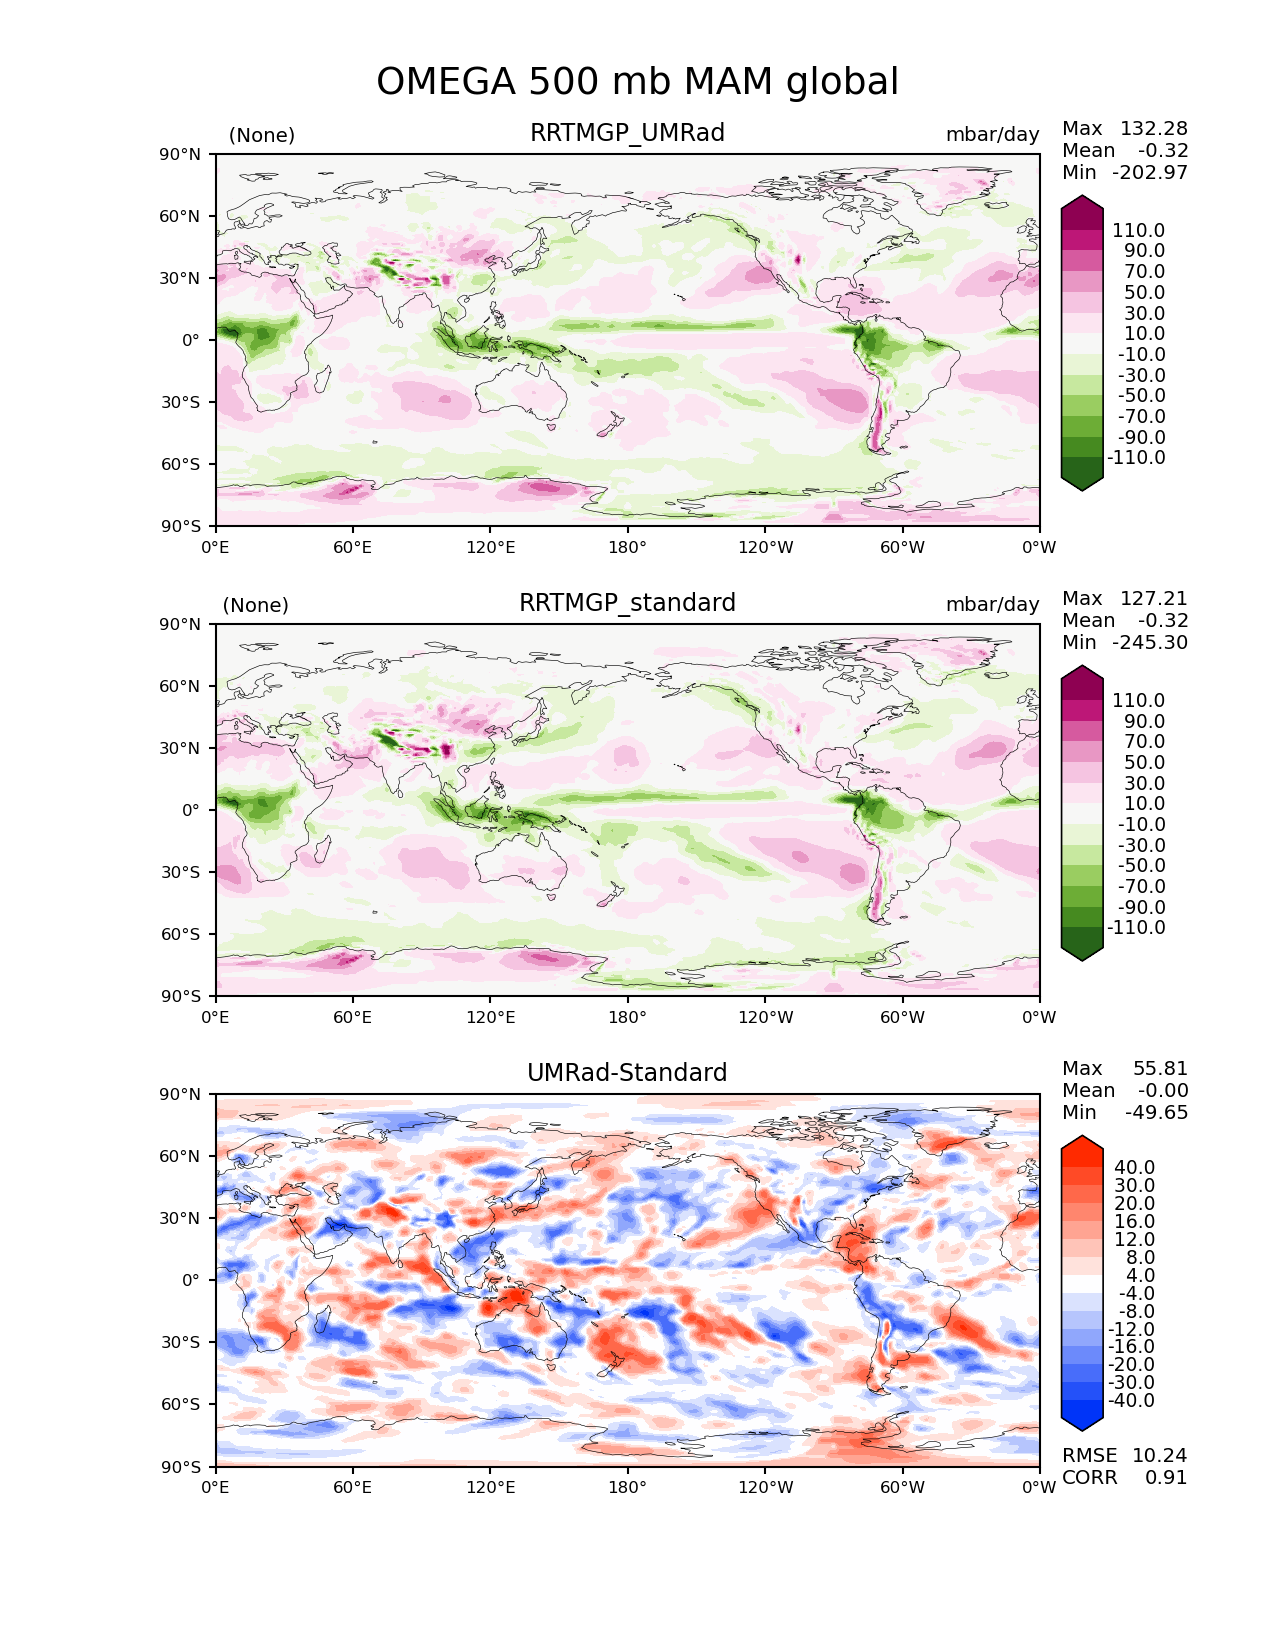 OMEGA 500 mb MAM global
(None) RRTMGP_UMRad mbar/day
Max 132.28
Mean -0.32
Min -202.97
90°N
60°N
30°N
0°
30°S
60°S
90°S
0°E 60°E 120°E 180° 120°W 60°W 0°W
110.0
90.0
70.0
50.0
30.0
10.0
-10.0
-30.0
-50.0
-70.0
-90.0
-110.0
(None) RRTMGP_standard mbar/day
Max 127.21
Mean -0.32
Min -245.30
90°N
60°N
30°N
0°
30°S
60°S
90°S
0°E 60°E 120°E 180° 120°W 60°W 0°W
110.0
90.0
70.0
50.0
30.0
10.0
-10.0
-30.0
-50.0
-70.0
-90.0
-110.0
UMRad-Standard
Max 55.81
Mean -0.00
Min -49.65
90°N
60°N
30°N
0°
30°S
60°S
90°S
0°E 60°E 120°E 180° 120°W 60°W 0°W
40.0
30.0
20.0
16.0
12.0
8.0
4.0
-4.0
-8.0
-12.0
-16.0
-20.0
-30.0
-40.0
RMSE 10.24
CORR 0.91